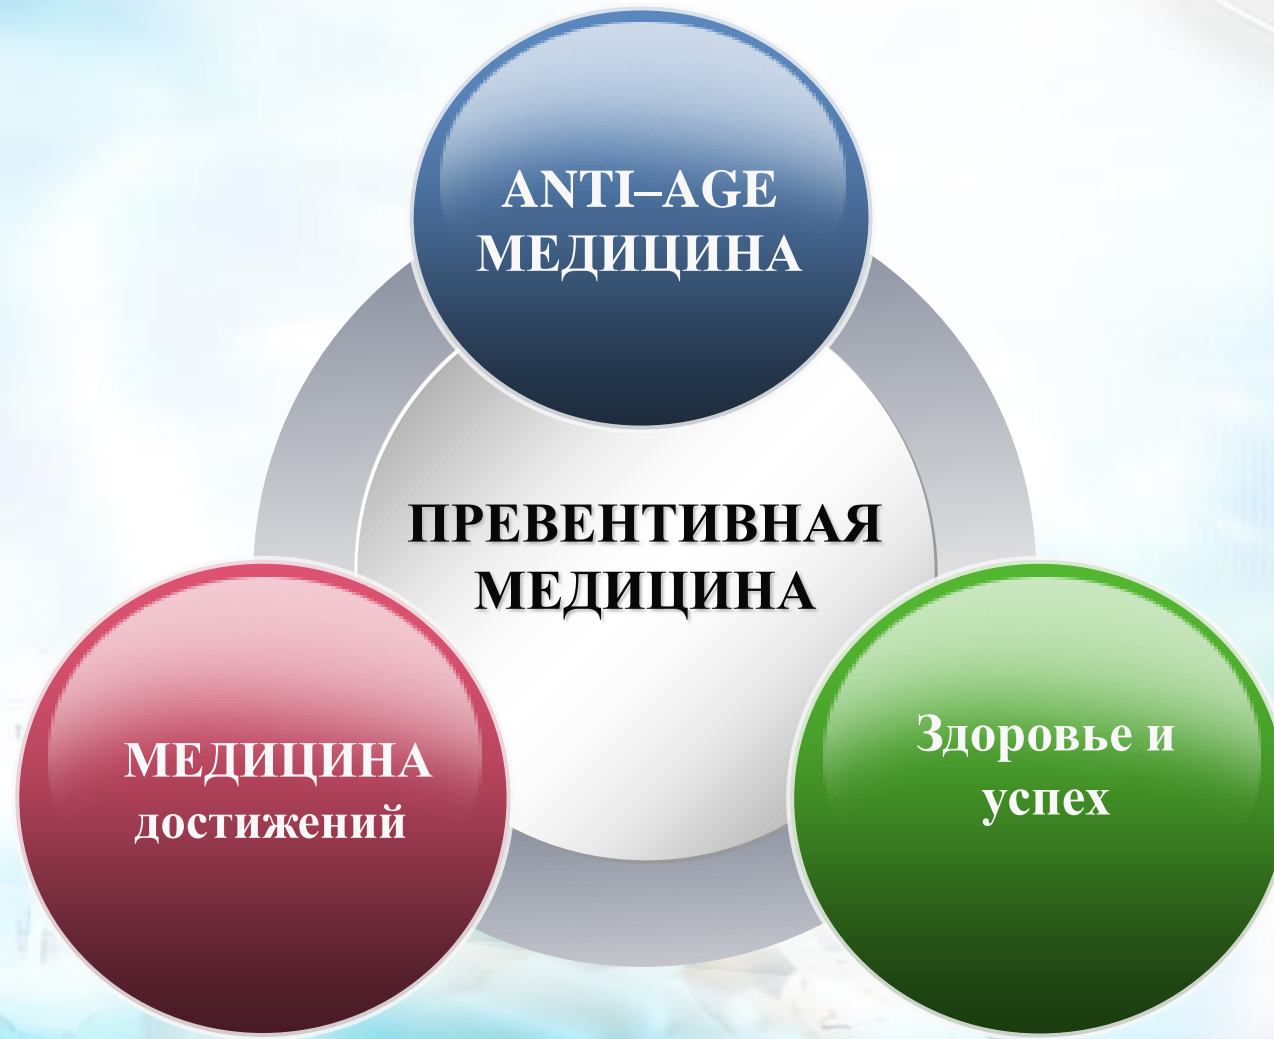 ANTI–AGE
МЕДИЦИНА
ПРЕВЕНТИВНАЯ
МЕДИЦИНА
МЕДИЦИНА
достижений
Здоровье и
успех